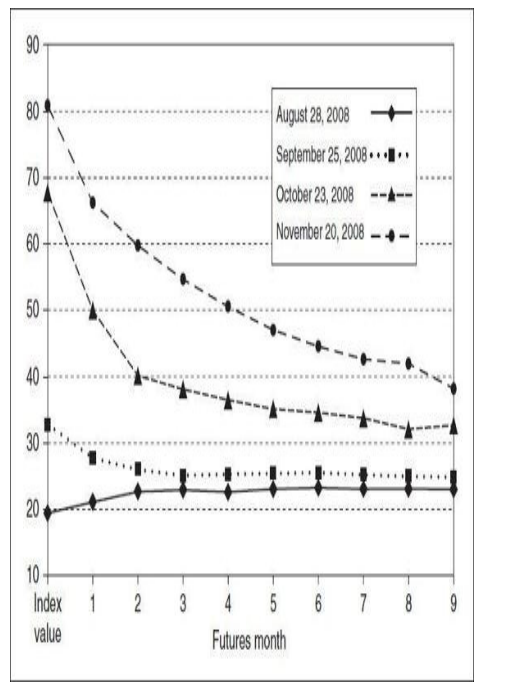 90
80
70
60
50
40
30
20
10
August 28, 2008
September 25, 2008
October 23, 2008
November 20, 2008
Index
value
1 2 3 4 5 6 7 8 9
Futures month